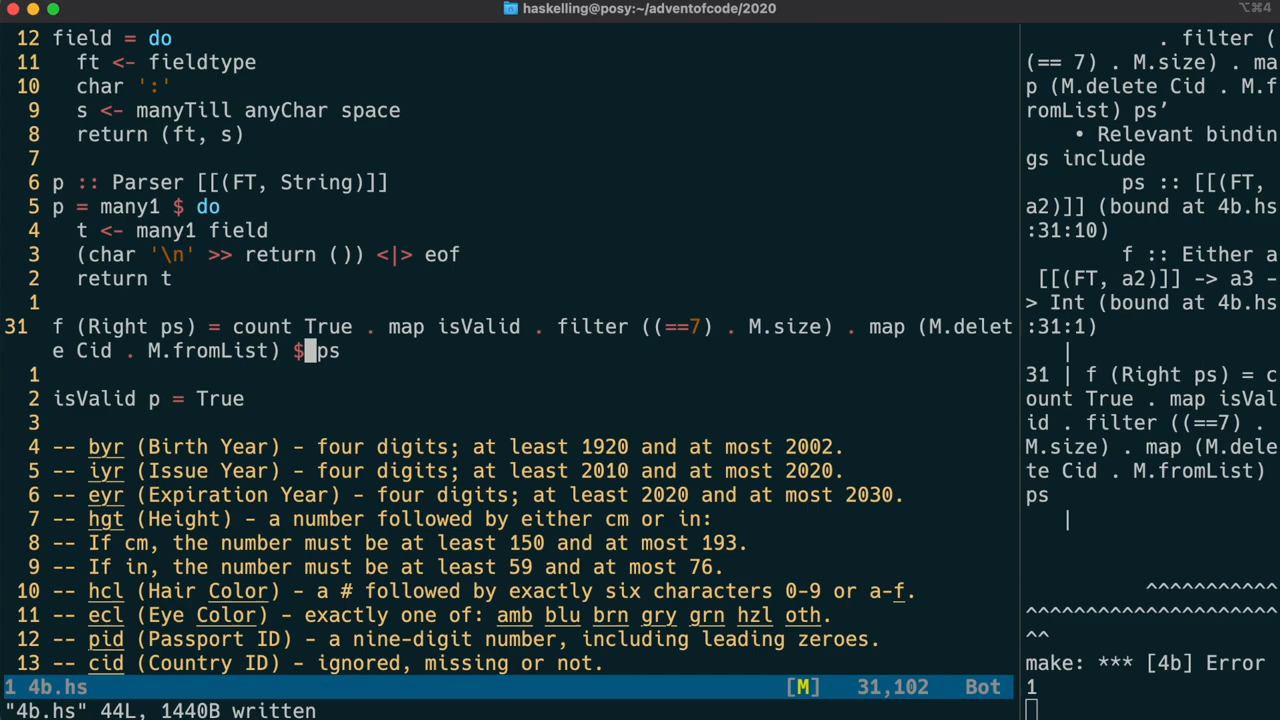 haskelling@posy:~/adventofcode/2020
⌥⌘4
12 field = do
11   ft <- fieldtype
10   char ':'
9   s <- manyTill anyChar space
8   return (ft, s)
7
6 p :: Parser [[(FT, String)]]
5 p = many1 $ do
4   t <- many1 field
3   (char '\n' >> return ()) <|> eof
2   return t
1
31 f (Right ps) = count True . map isValid . filter ((==7) . M.size) . map (M.delet
e Cid . M.fromList) $ ps
1
2 isValid p = True
3
4 -- byr (Birth Year) - four digits; at least 1920 and at most 2002.
5 -- iyr (Issue Year) - four digits; at least 2010 and at most 2020.
6 -- eyr (Expiration Year) - four digits; at least 2020 and at most 2030.
7 -- hgt (Height) - a number followed by either cm or in:
8 -- If cm, the number must be at least 150 and at most 193.
9 -- If in, the number must be at least 59 and at most 76.
10 -- hcl (Hair Color) - a # followed by exactly six characters 0-9 or a-f.
11 -- ecl (Eye Color) - exactly one of: amb blu brn gry grn hzl oth.
12 -- pid (Passport ID) - a nine-digit number, including leading zeroes.
13 -- cid (Country ID) - ignored, missing or not.
1 4b.hs [M] 31,102 Bot
"4b.hs" 44L, 1440B written
. filter (
(== 7) . M.size) . ma
p (M.delete Cid . M.f
romList) ps’
• Relevant bindin
gs include
ps :: [[(FT,
a2)]] (bound at 4b.hs
:31:10)
f :: Either a
[[(FT, a2)]] -> a3 -
> Int (bound at 4b.hs
:31:1)
|
31 | f (Right ps) = c
ount True . map isVal
id . filter ((==7) .
M.size) . map (M.dele
te Cid . M.fromList)
ps
|
^^^^^^^^^^^
^^^^^^^^^^^^^^^^^^^^^
^^
make: *** [4b] Error
1